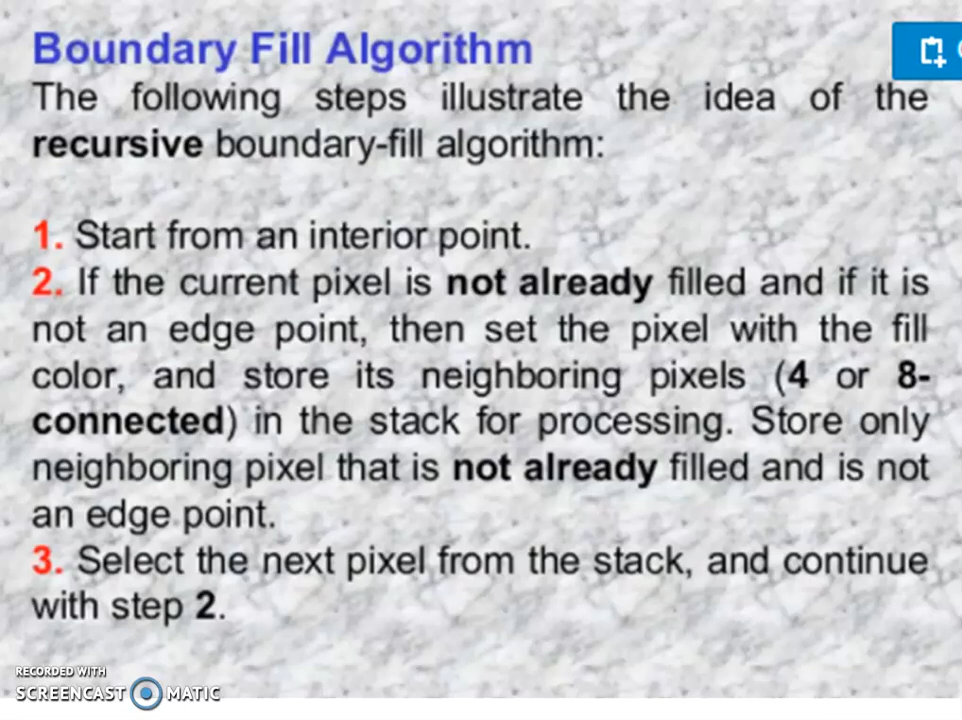 Boundary Fill Algorithm
The following steps illustrate the idea of the
recursive boundary-fill algorithm:
1. Start from an interior point.
2. If the current pixel is not already filled and if it is
not an edge point, then set the pixel with the fill
color, and store its neighboring pixels (4 or 8-
connected) in the stack for processing. Store only
neighboring pixel that is not already filled and is not
an edge point.
3. Select the next pixel from the stack, and continue
with step 2.
RECORDED WITH
SCREENCAST MATIC